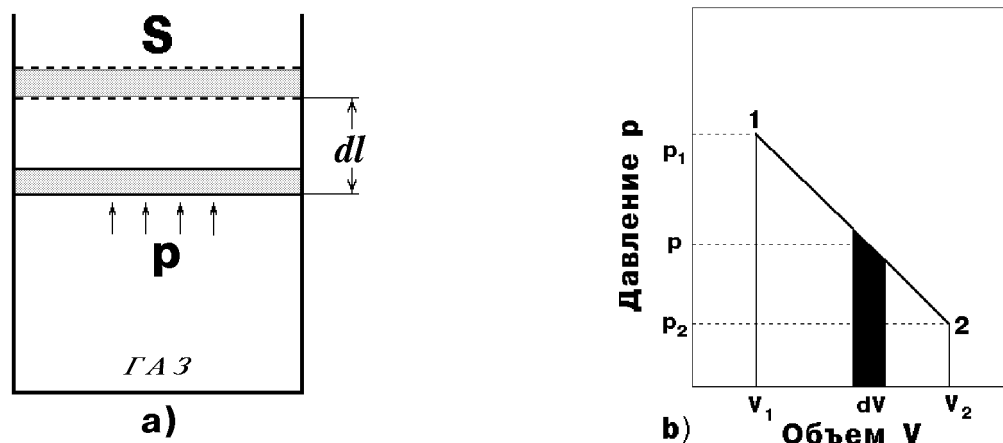 S
dl
p
ГАЗ
a)
Давление p
p₁
p
p₂
1
2
V₁
dV
V₂
b)
Объем V